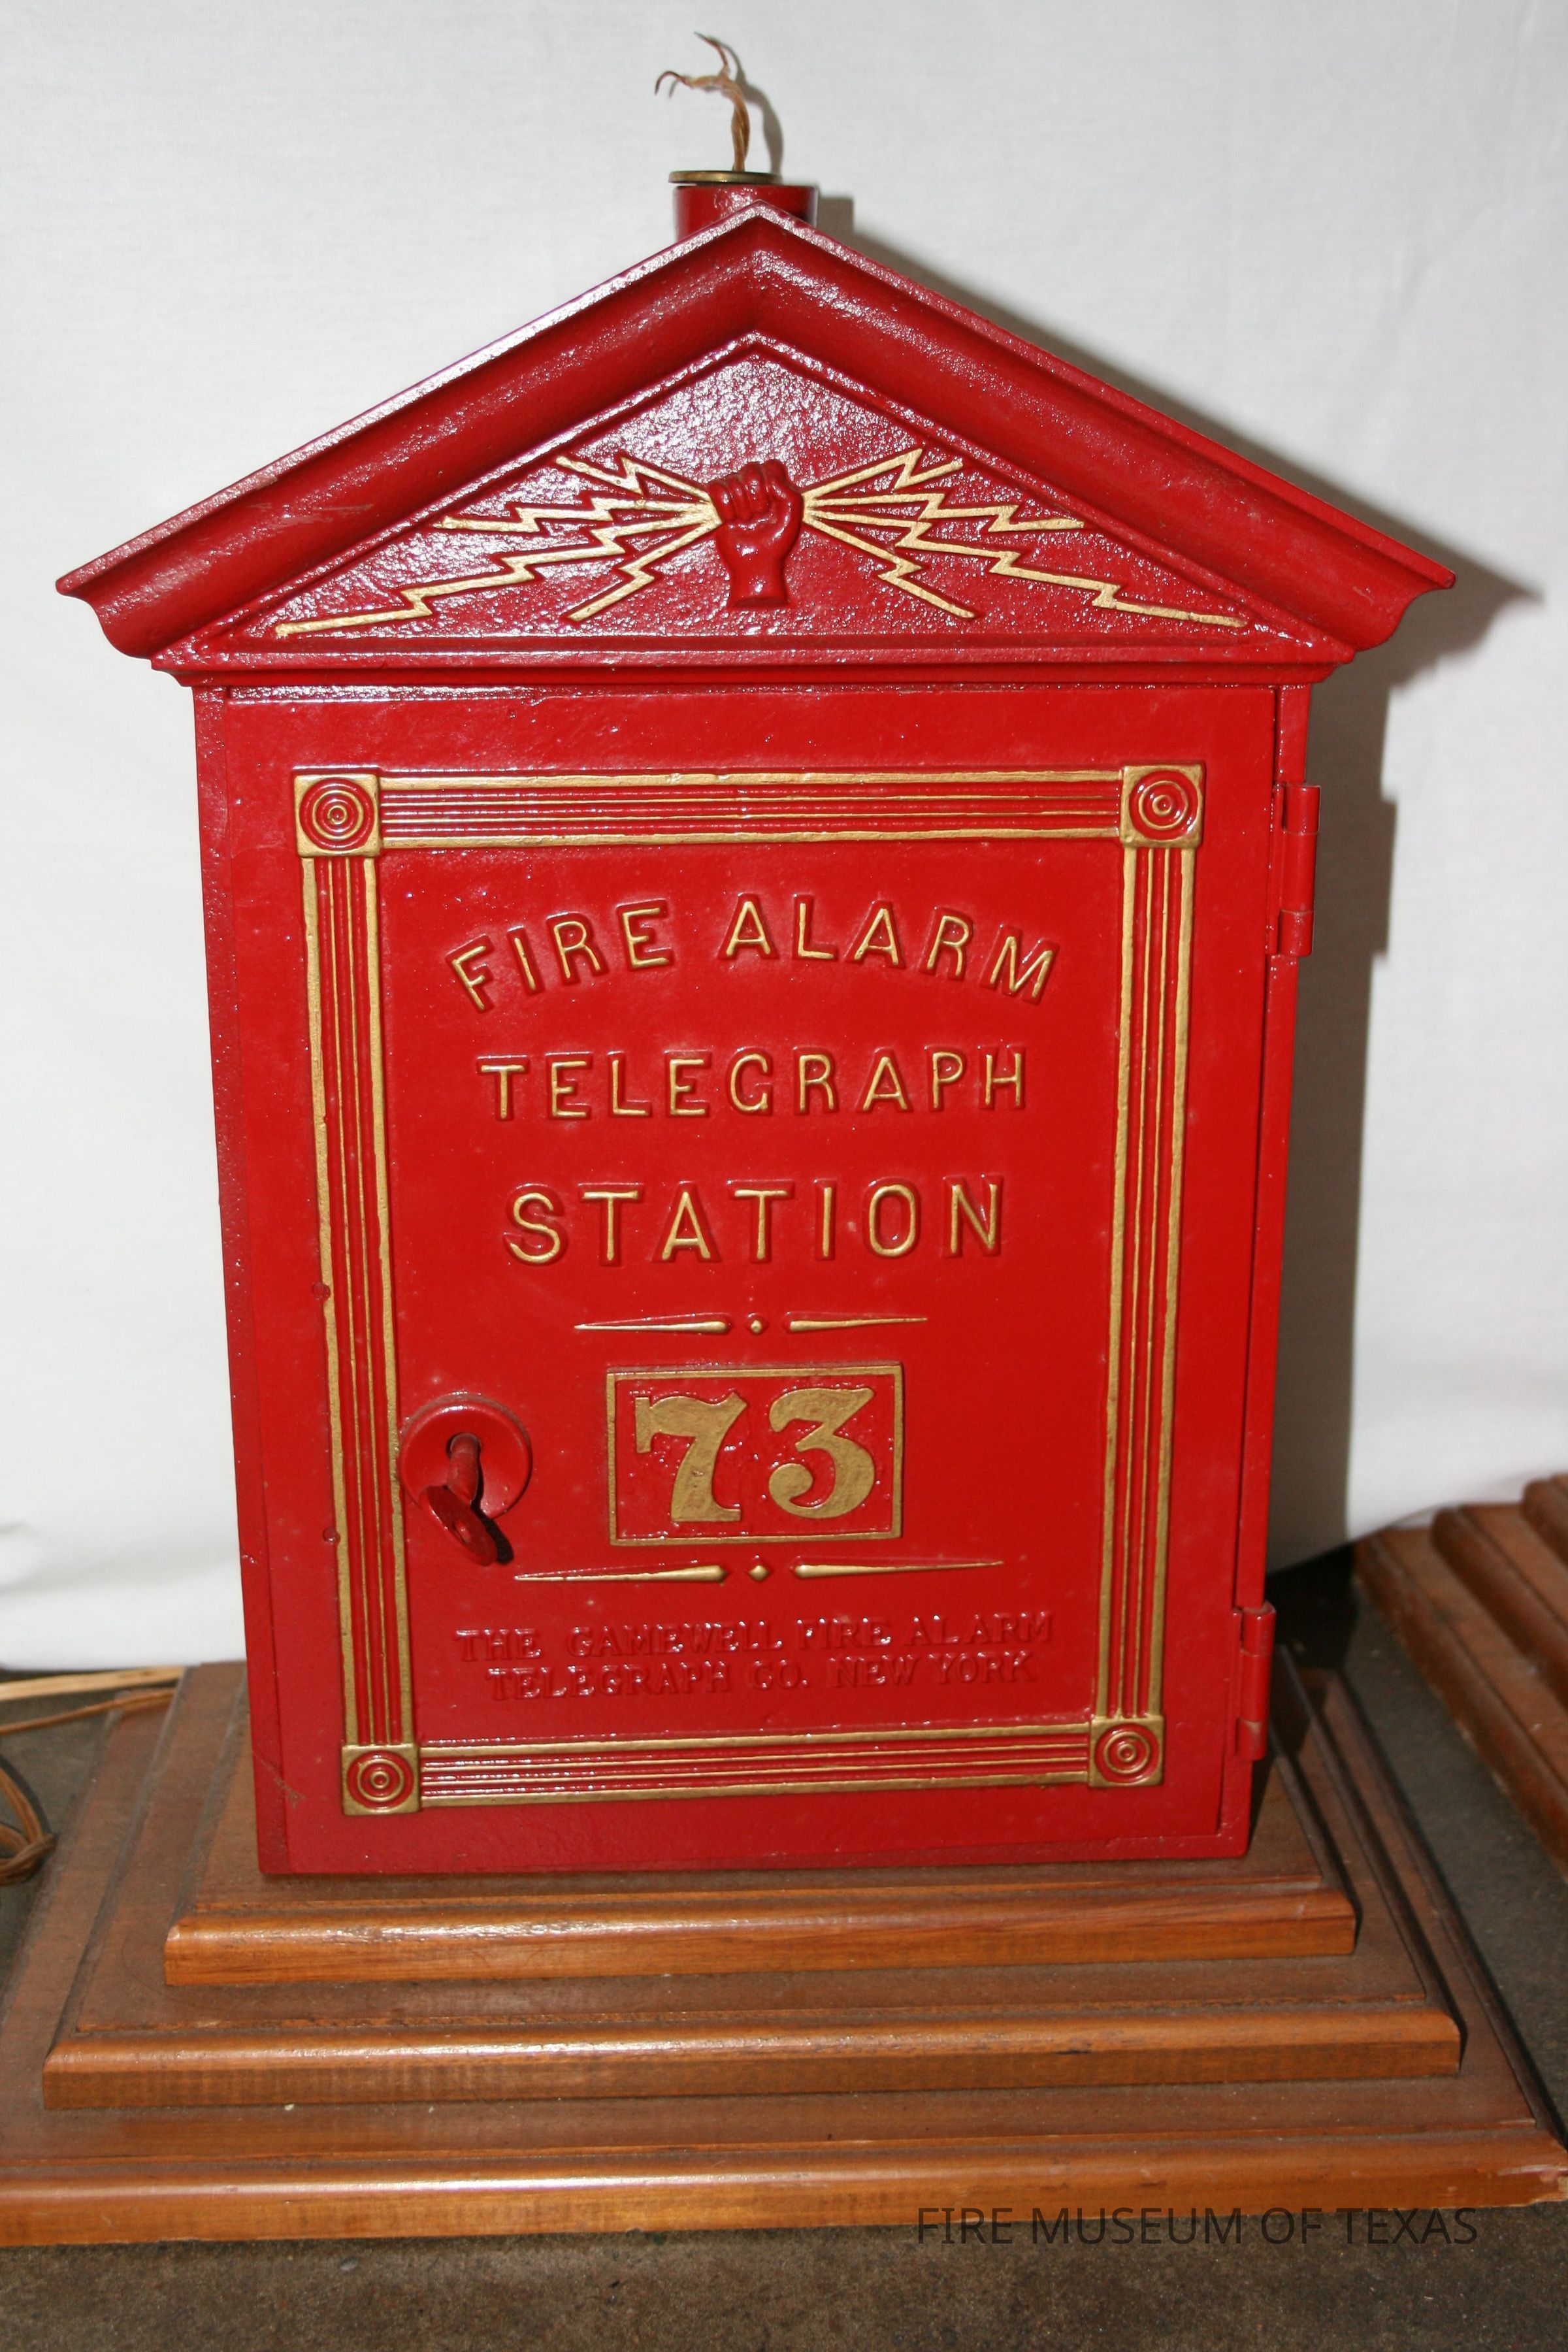 FIRE ALARM
TELEGRAPH
STATION
73
THE GAMEWELL FIRE ALARM
TELEGRAPH CO. NEW YORK
FIRE MUSEUM OF TEXAS